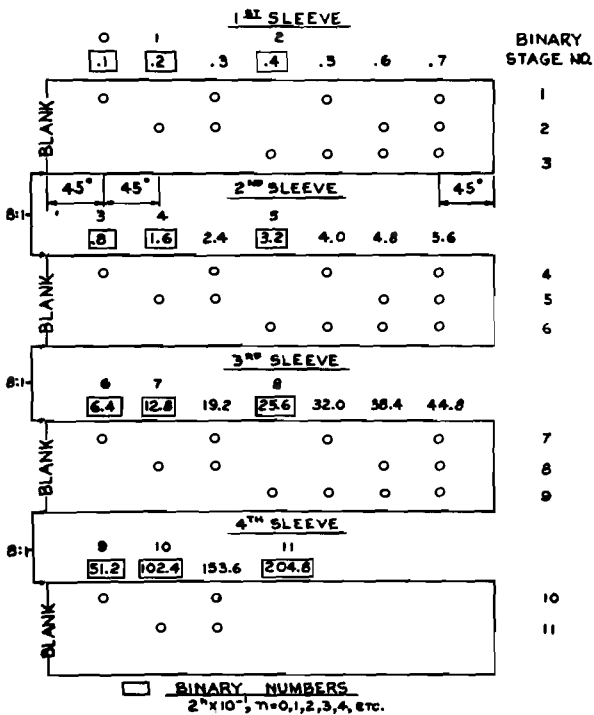 1ST SLEEVE
0 1 2
.1 .2 .3 .4 .5 .6 .7
BINARY
STAGE NO.
BLANK
1
2
3
45° 45° 45°
2ND SLEEVE
8:1
3 4 5
.8 1.6 2.4 3.2 4.0 4.8 5.6
BLANK
4
5
6
3RD SLEEVE
8:1
6 7 8
6.4 12.8 19.2 25.6 32.0 38.4 44.8
BLANK
7
8
9
4TH SLEEVE
8:1
9 10 11
51.2 102.4 153.6 204.8
BLANK
10
11
BINARY NUMBERS
2ⁿX10⁻¹, n=0,1,2,3,4, ETC.